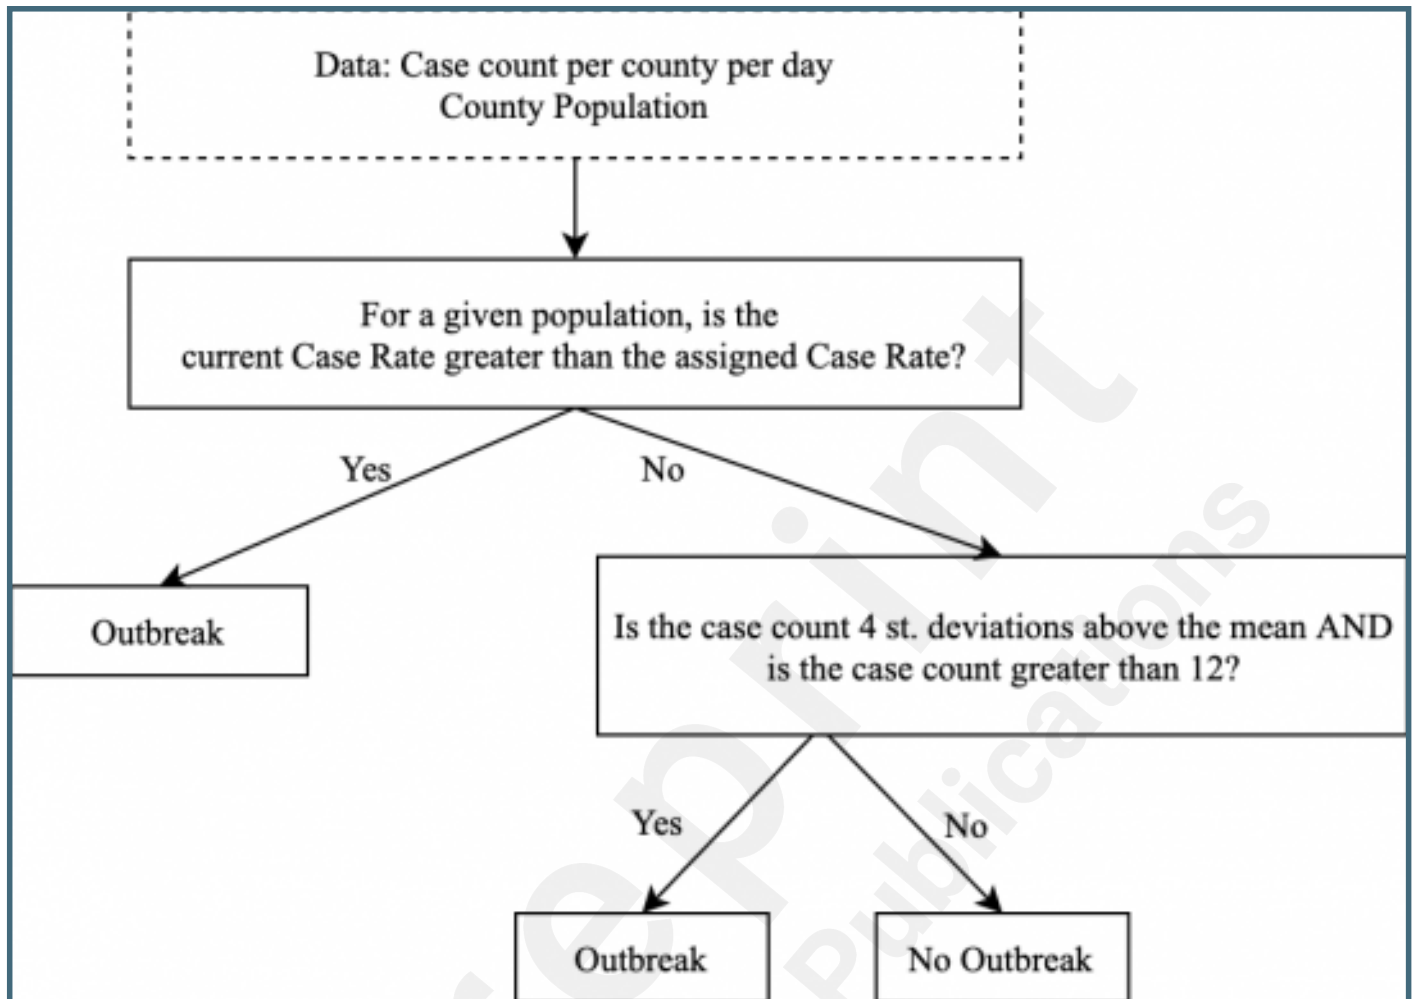 Data: Case count per county per day
County Population
For a given population, is the
current Case Rate greater than the assigned Case Rate?
Yes
No
Outbreak
Is the case count 4 st. deviations above the mean AND
is the case count greater than 12?
Yes
No
Outbreak
No Outbreak
eprint
Publications